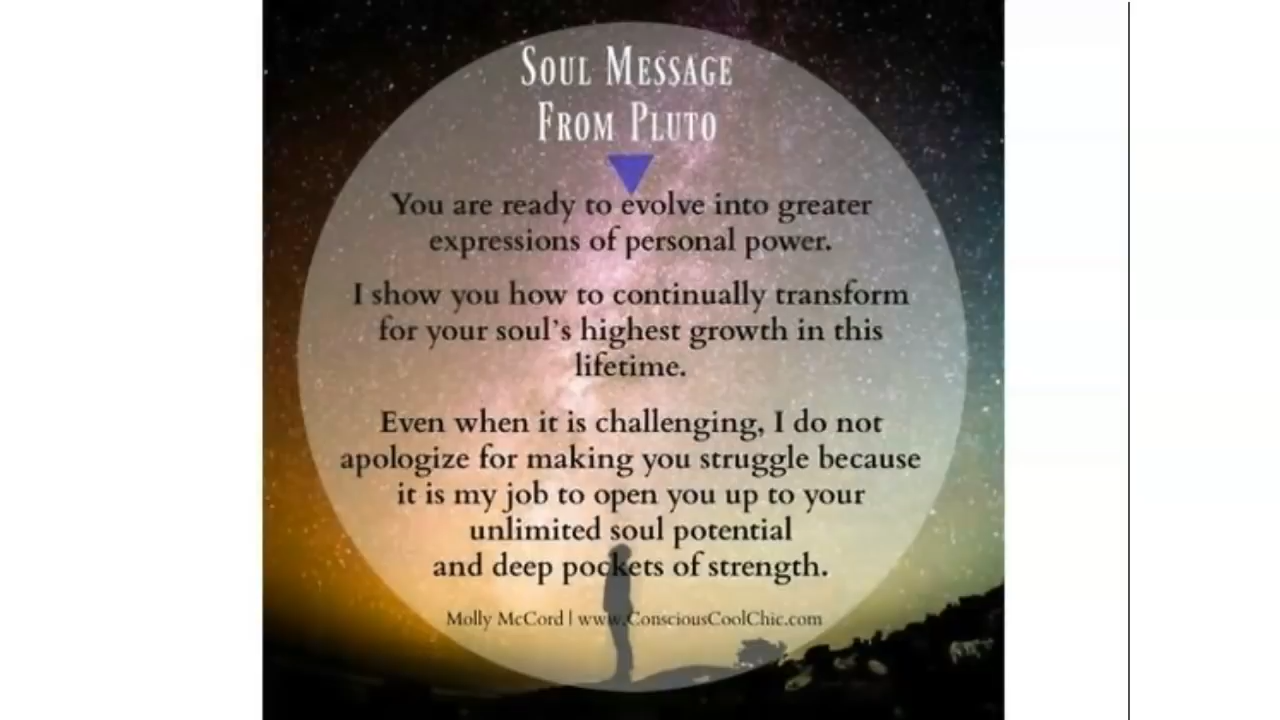 SOUL MESSAGE
FROM PLUTO
You are ready to evolve into greater
expressions of personal power.
I show you how to continually transform
for your soul's highest growth in this
lifetime.
Even when it is challenging, I do not
apologize for making you struggle because
it is my job to open you up to your
unlimited soul potential
and deep pockets of strength.
Molly McCord | www.ConsciousCoolChic.com